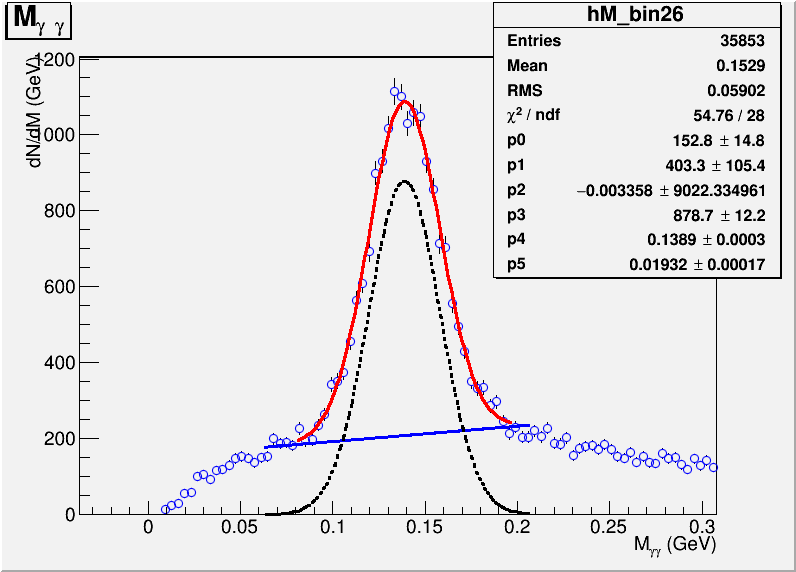 M γ γ
hM_bin26
Entries 35853
Mean 0.1529
RMS 0.05902
χ² / ndf 54.76 / 28
p0 152.8 ± 14.8
p1 403.3 ± 105.4
p2 −0.003358 ± 9022.334961
p3 878.7 ± 12.2
p4 0.1389 ± 0.0003
p5 0.01932 ± 0.00017
dN/dM (GeV)
1200
1000
800
600
400
200
0
0 0.05 0.1 0.15 0.2 0.25 0.3
Mγγ (GeV)